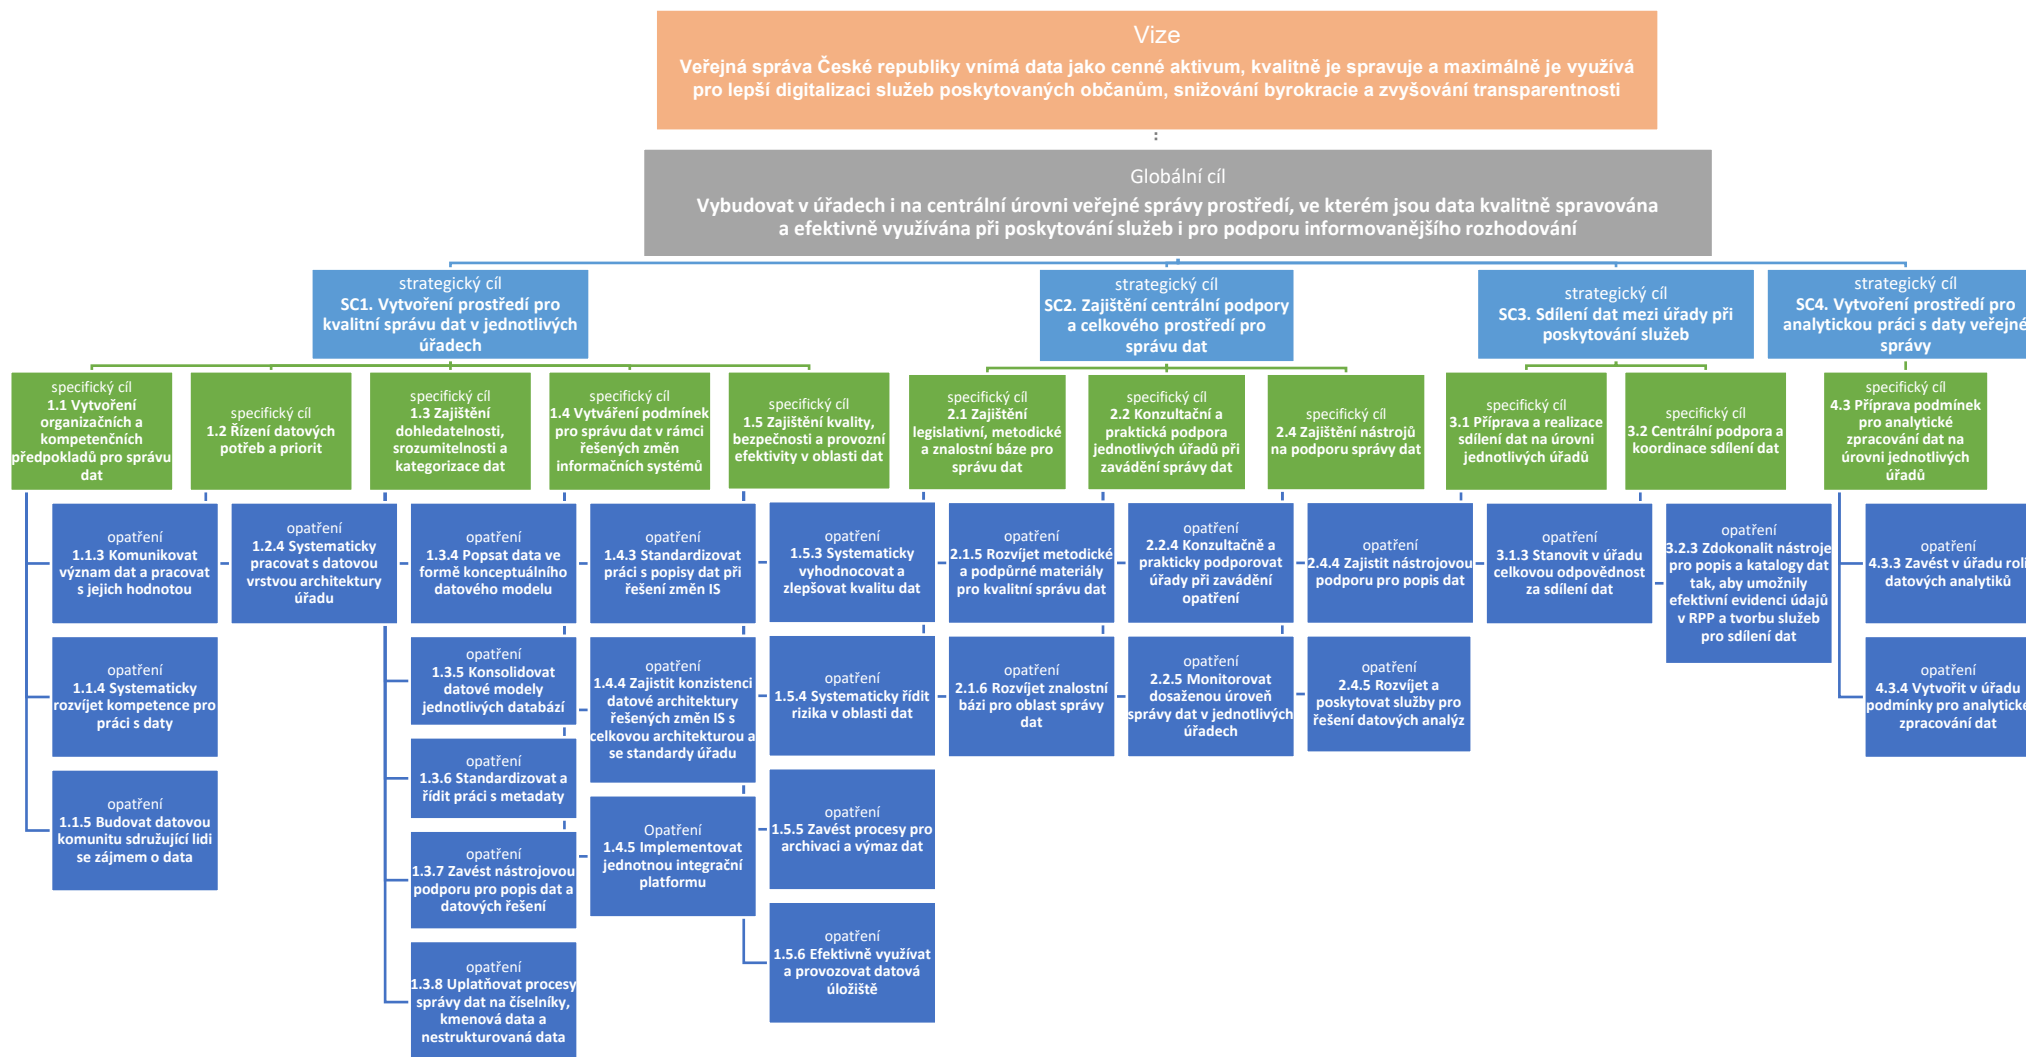 Vize
Veřejná správa České republiky vnímá data jako cenné aktivum, kvalitně je spravuje a maximálně je využívá
pro lepší digitalizaci služeb poskytovaných občanům, snižování byrokracie a zvyšování transparentnosti
Globální cíl
Vybudovat v úřadech i na centrální úrovni veřejné správy prostředí, ve kterém jsou data kvalitně spravována
a efektivně využívána při poskytování služeb i pro podporu informovanějšího rozhodování
strategický cíl
SC1. Vytvoření prostředí pro
kvalitní správu dat v jednotlivých
úřadech
strategický cíl
SC2. Zajištění centrální podpory
a celkového prostředí pro
správu dat
strategický cíl
SC3. Sdílení dat mezi úřady při
poskytování služeb
strategický cíl
SC4. Vytvoření prostředí pro
analytickou práci s daty veřejné
správy
specifický cíl
1.1 Vytvoření
organizačních a
kompetenčních
předpokladů pro správu
dat
specifický cíl
1.2 Řízení datových
potřeb a priorit
specifický cíl
1.3 Zajištění
dohledatelnosti,
srozumitelnosti a
kategorizace dat
specifický cíl
1.4 Vytváření podmínek
pro správu dat v rámci
řešených změn
informačních systémů
specifický cíl
1.5 Zajištění kvality,
bezpečnosti a provozní
efektivity v oblasti dat
specifický cíl
2.1 Zajištění
legislativní, metodické
a znalostní báze pro
správu dat
specifický cíl
2.2 Konzultační a
praktická podpora
jednotlivých úřadů při
zavádění správy dat
specifický cíl
2.4 Zajištění nástrojů
na podporu správy dat
specifický cíl
3.1 Příprava a realizace
sdílení dat na úrovni
jednotlivých úřadů
specifický cíl
3.2 Centrální podpora a
koordinace sdílení dat
specifický cíl
4.3 Příprava podmínek
pro analytické
zpracování dat na
úrovni jednotlivých
úřadů
opatření
1.1.3 Komunikovat
význam dat a pracovat
s jejich hodnotou
opatření
1.2.4 Systematicky
pracovat s datovou
vrstvou architektury
úřadu
opatření
1.3.4 Popsat data ve
formě konceptuálního
datového modelu
opatření
1.4.3 Standardizovat
práci s popisy dat při
řešení změn IS
opatření
1.5.3 Systematicky
vyhodnocovat a
zlepšovat kvalitu dat
opatření
2.1.5 Rozvíjet metodické
a podpůrné materiály
pro kvalitní správu dat
opatření
2.2.4 Konzultačně a
prakticky podporovat
úřady při zavádění
opatření
opatření
2.4.4 Zajistit nástrojovou
podporu pro popis dat
opatření
3.1.3 Stanovit v úřadu
celkovou odpovědnost
za sdílení dat
opatření
3.2.3 Zdokonalit nástroje
pro popis a katalogy dat
tak, aby umožnily
efektivní evidenci údajů
v RPP a tvorbu služeb
pro sdílení dat
opatření
4.3.3 Zavést v úřadu roli
datových analytiků
opatření
1.1.4 Systematicky
rozvíjet kompetence pro
práci s daty
opatření
1.3.5 Konsolidovat
datové modely
jednotlivých databází
opatření
1.4.4 Zajistit konzistenci
datové architektury
řešených změn IS s
celkovou architekturou a
se standardy úřadu
opatření
1.5.4 Systematicky řídit
rizika v oblasti dat
opatření
2.1.6 Rozvíjet znalostní
bázi pro oblast správy
dat
opatření
2.2.5 Monitorovat
dosaženou úroveň
správy dat v jednotlivých
úřadech
opatření
2.4.5 Rozvíjet a
poskytovat služby pro
řešení datových analýz
opatření
4.3.4 Vytvořit v úřadu
podmínky pro analytické
zpracování dat
opatření
1.1.5 Budovat datovou
komunitu sdružující lidi
se zájmem o data
opatření
1.3.6 Standardizovat a
řídit práci s metadaty
Opatření
1.4.5 Implementovat
jednotnou integrační
platformu
opatření
1.5.5 Zavést procesy pro
archivaci a výmaz dat
opatření
1.3.7 Zavést nástrojovou
podporu pro popis dat a
datových řešení
opatření
1.5.6 Efektivně využívat
a provozovat datová
úložiště
opatření
1.3.8 Uplatňovat procesy
správy dat na číselníky,
kmenová data a
nestrukturovaná data